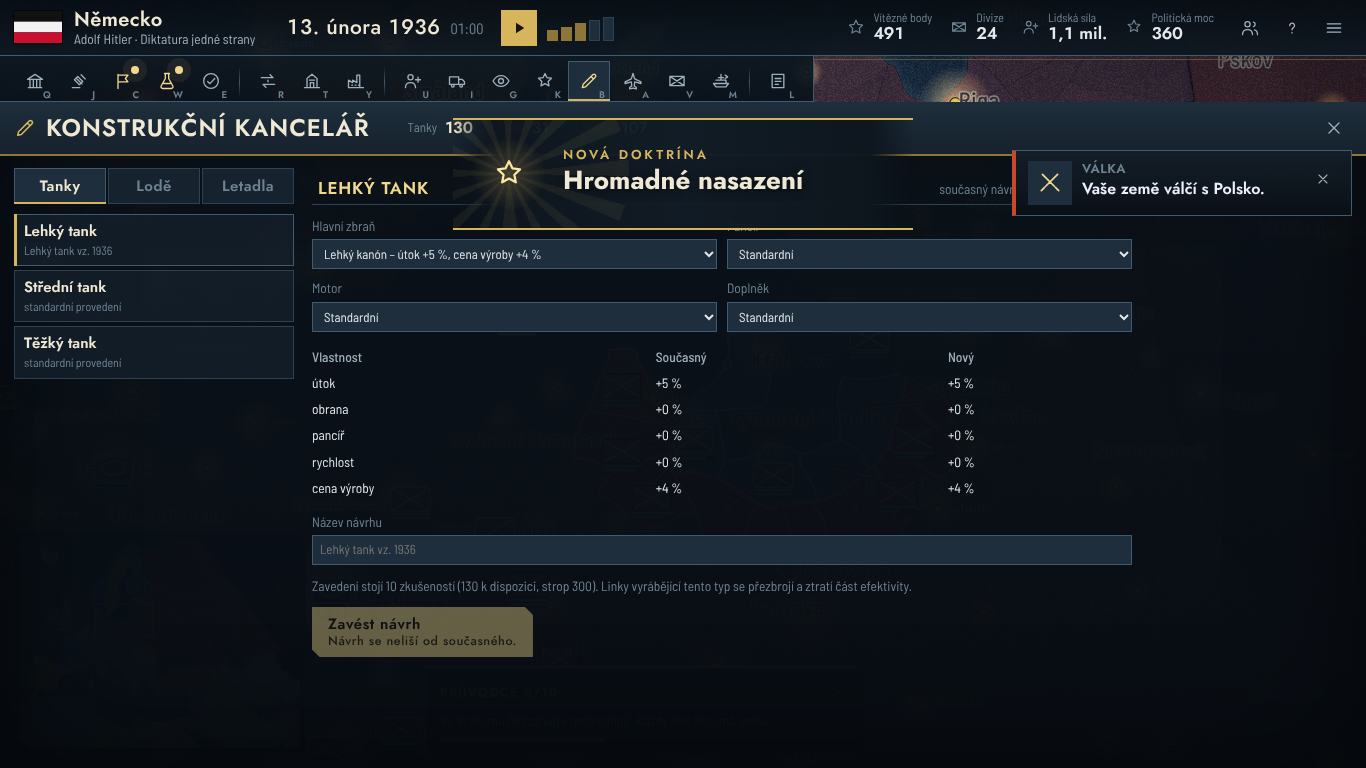 Německo
Adolf Hitler · Diktatura jedné strany
13. února 1936 01:00
Vítězné body
491
Divize
24
Lidská síla
1,1 mil.
Politická moc
360
?
Q J C W E R T Y U I G K B A V M L
Pskov
Riga
KONSTRUKČNÍ KANCELÁŘ
Tanky 130
NOVÁ DOKTRÍNA
Hromadné nasazení
VÁLKA
Vaše země válčí s Polsko.
Tanky
Lodě
Letadla
Lehký tank
Lehký tank vz. 1936
Střední tank
standardní provedení
Těžký tank
standardní provedení
LEHKÝ TANK
Hlavní zbraň
Lehký kanón – útok +5 %, cena výroby +4 %
Standardní
Motor
Doplněk
Standardní
Standardní
Vlastnost Současný Nový
útok +5 % +5 %
obrana +0 % +0 %
pancíř +0 % +0 %
rychlost +0 % +0 %
cena výroby +4 % +4 %
Název návrhu
Lehký tank vz. 1936
Zavedení stojí 10 zkušeností (130 k dispozici, strop 300). Linky vyrábějící tento typ se přezbrojí a ztratí část efektivity.
Zavést návrh
Návrh se neliší od současného.